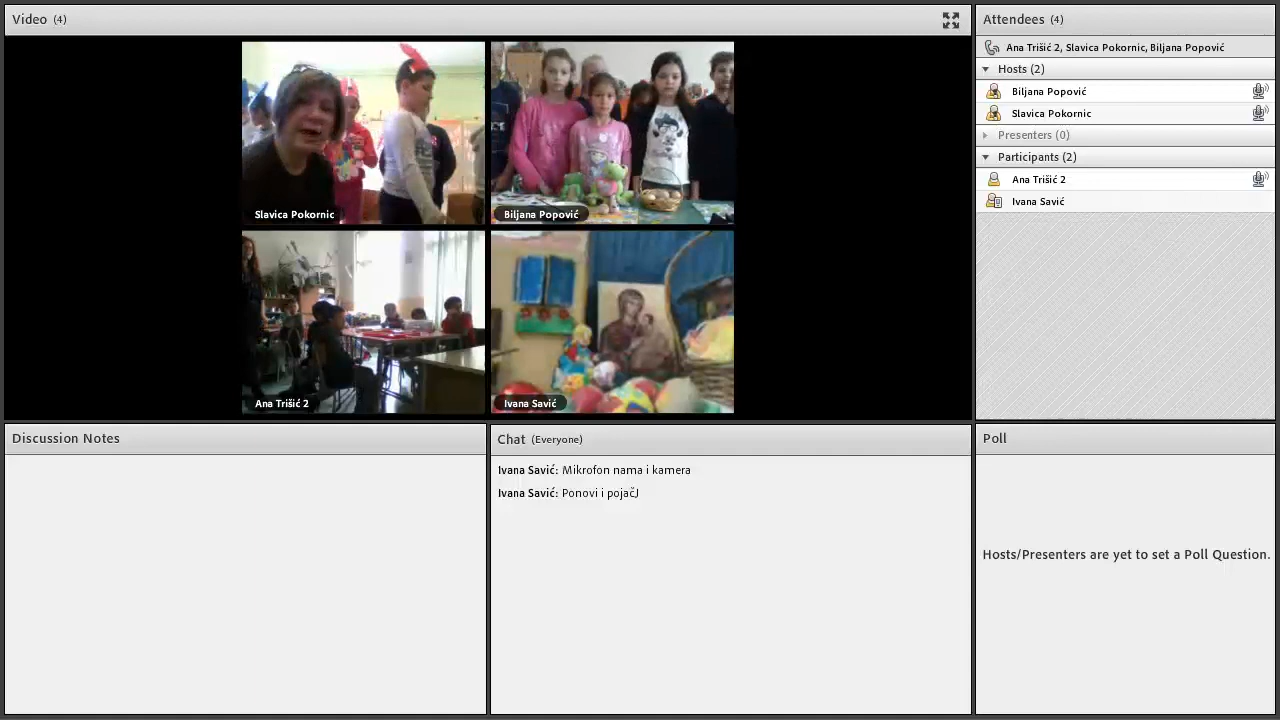 Video (4)
Slavica Pokornic
Biljana Popović
Ana Trišić 2
Ivana Savić
Attendees (4)
Ana Trišić 2, Slavica Pokornic, Biljana Popović
Hosts (2)
Biljana Popović
Slavica Pokornic
Presenters (0)
Participants (2)
Ana Trišić 2
Ivana Savić
Discussion Notes
Chat (Everyone)
Ivana Savić: Mikrofon nama i kamera
Ivana Savić: Ponovi i pojačJ
Poll
Hosts/Presenters are yet to set a Poll Question.